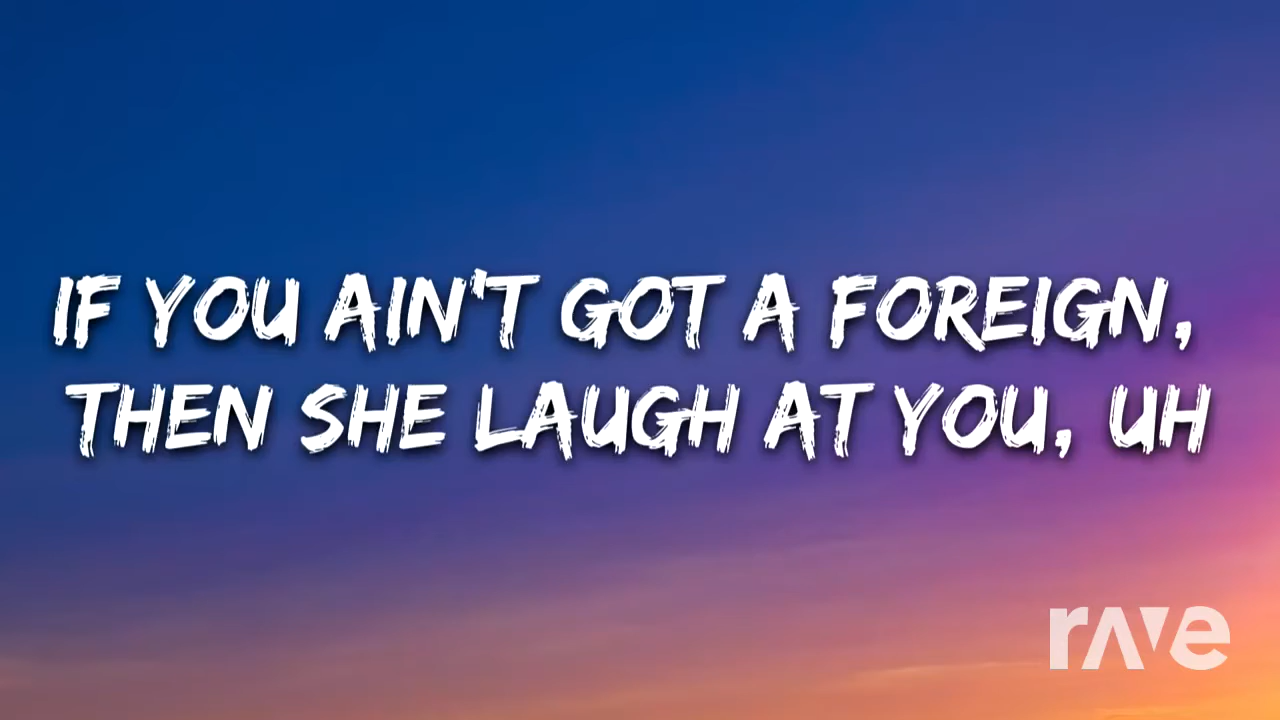 IF YOU AIN'T GOT A FOREIGN,
THEN SHE LAUGH AT YOU, UH
rave